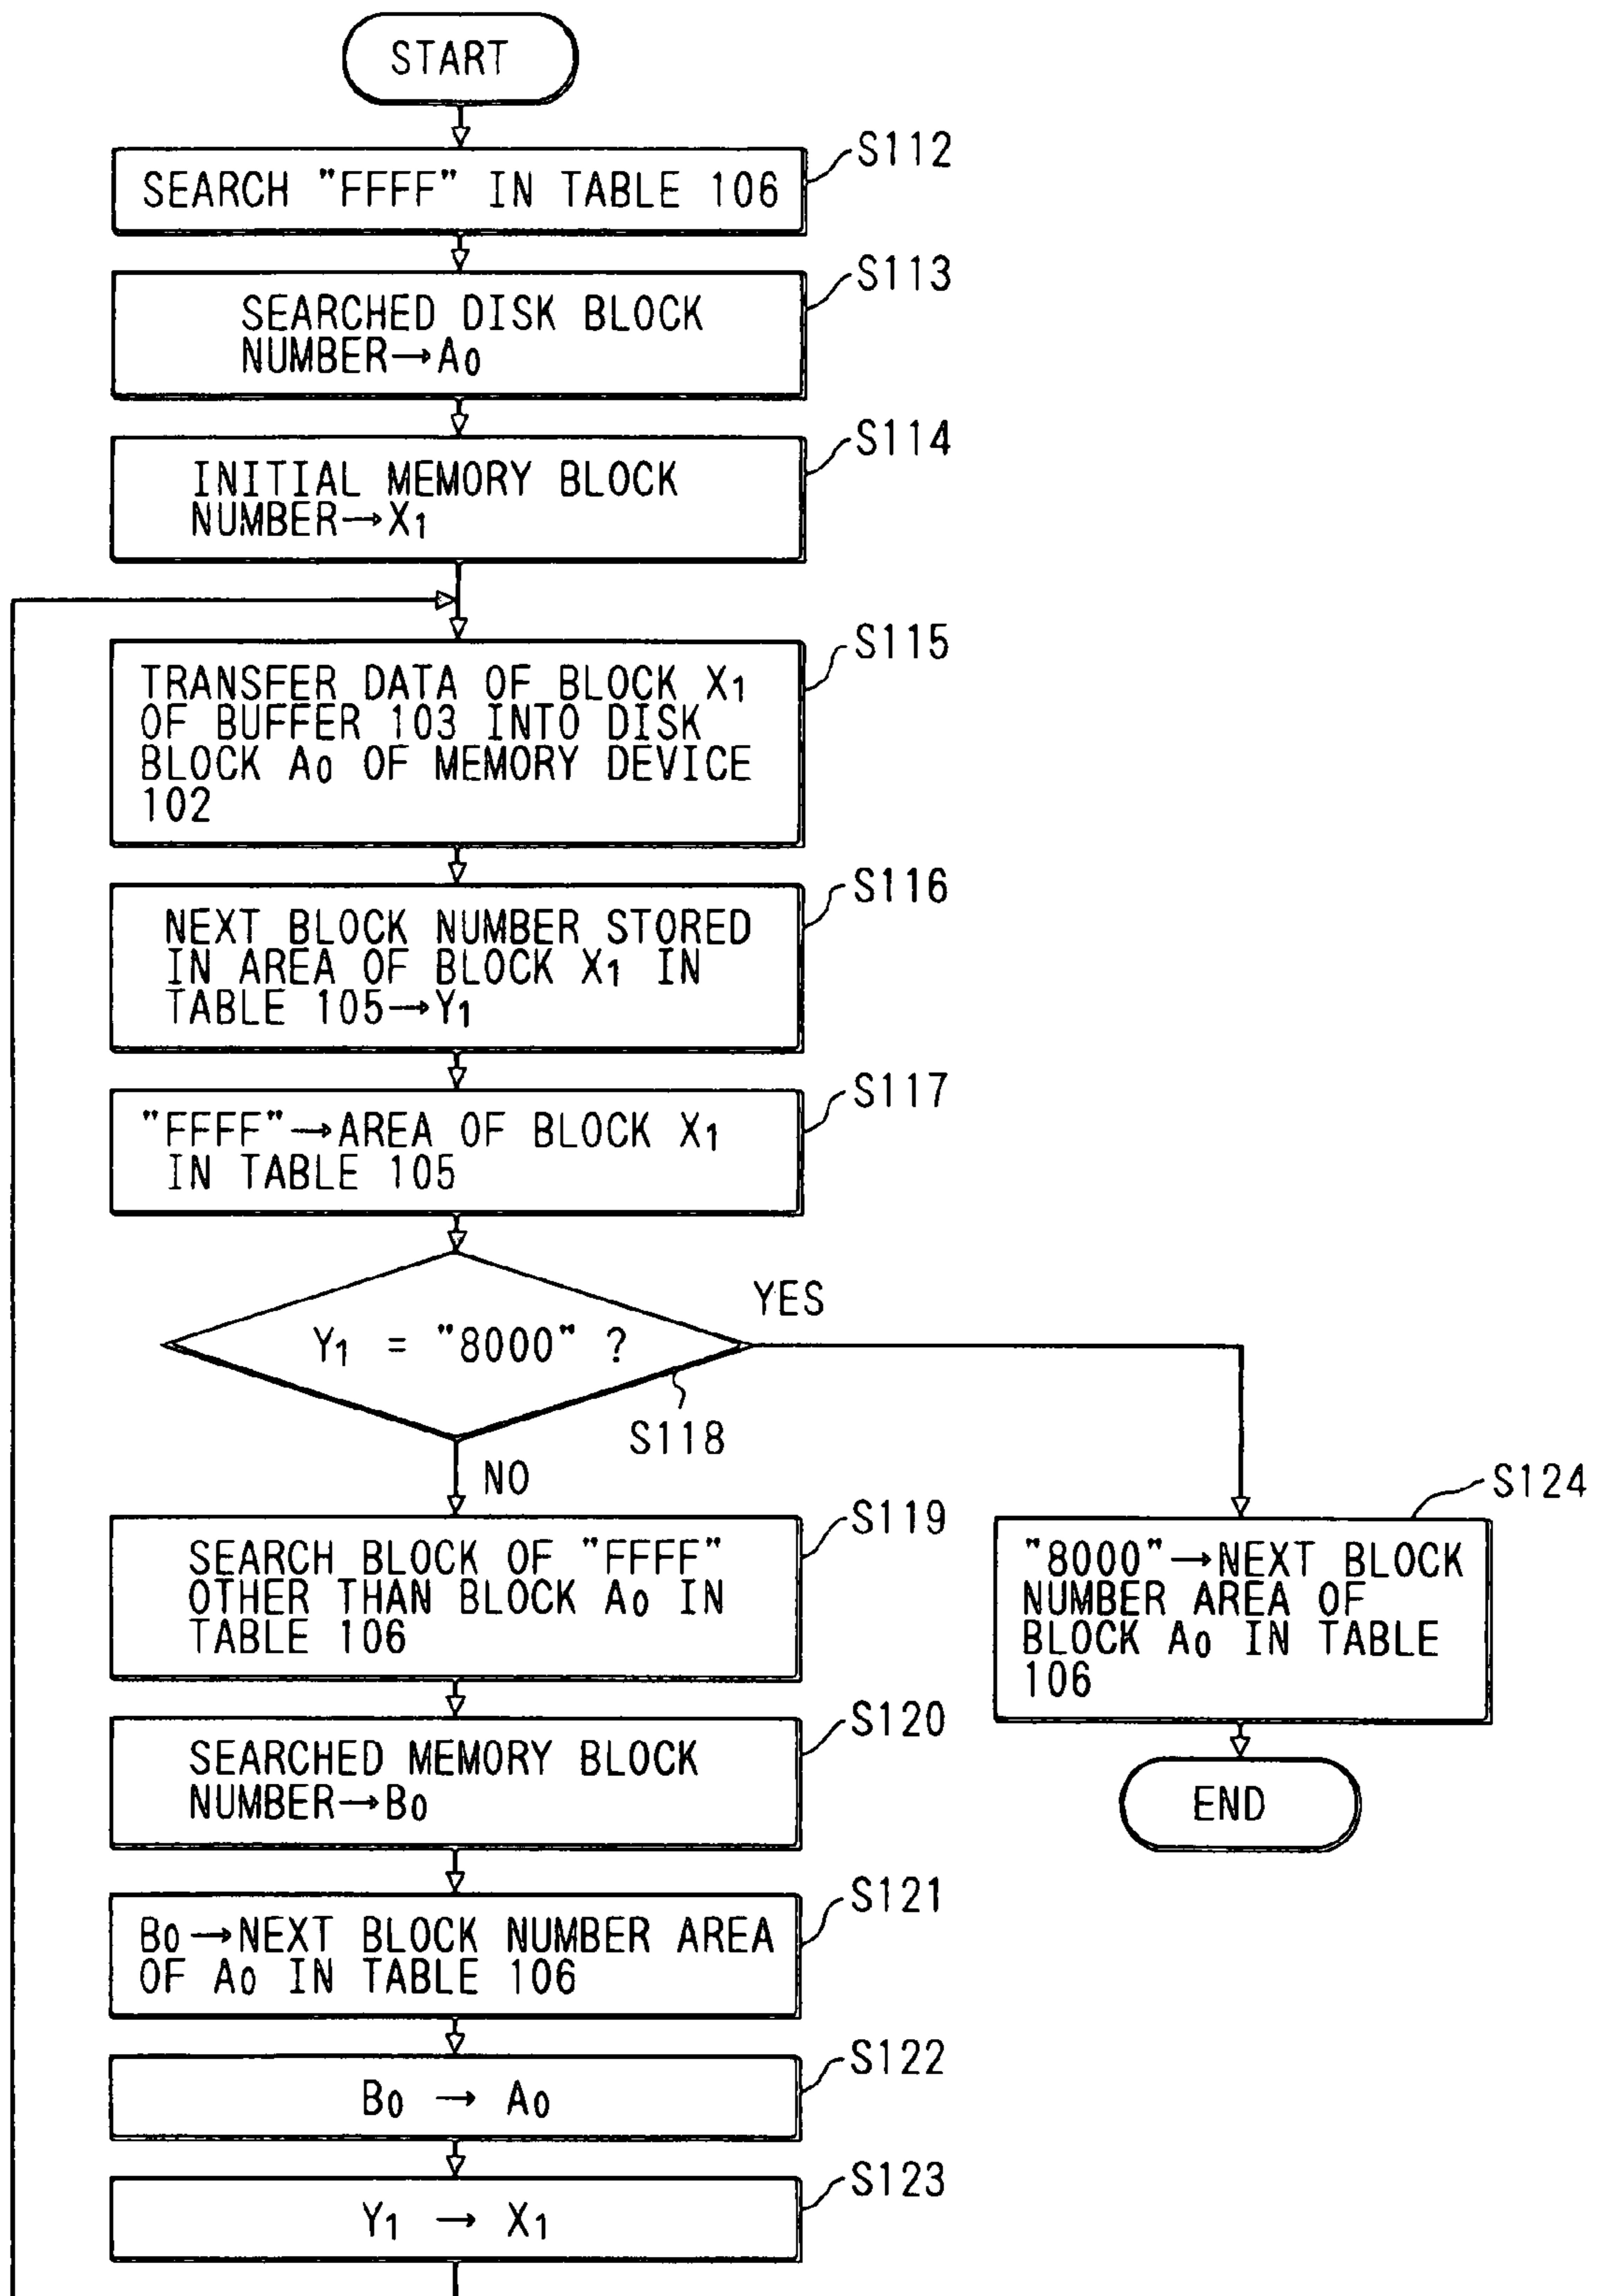 START
S112
SEARCH "FFFF" IN TABLE 106
S113
SEARCHED DISK BLOCK
NUMBER→A0
S114
INITIAL MEMORY BLOCK
NUMBER→X1
S115
TRANSFER DATA OF BLOCK X1
OF BUFFER 103 INTO DISK
BLOCK A0 OF MEMORY DEVICE
102
S116
NEXT BLOCK NUMBER STORED
IN AREA OF BLOCK X1 IN
TABLE 105→Y1
S117
"FFFF"→AREA OF BLOCK X1
IN TABLE 105
YES
Y1 = "8000" ?
S118
NO
S119
SEARCH BLOCK OF "FFFF"
OTHER THAN BLOCK A0 IN
TABLE 106
S124
"8000"→NEXT BLOCK
NUMBER AREA OF
BLOCK A0 IN TABLE
106
S120
SEARCHED MEMORY BLOCK
NUMBER→B0
END
S121
B0→NEXT BLOCK NUMBER AREA
OF A0 IN TABLE 106
S122
B0 → A0
S123
Y1 → X1